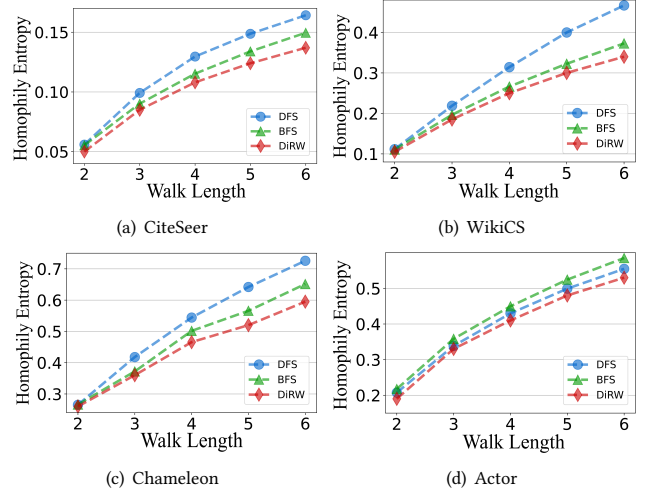 Homophily Entropy
0.15
0.10
0.05
DFS
BFS
DiRW
2 3 4 5 6
Walk Length
(a) CiteSeer
Homophily Entropy
0.4
0.3
0.2
0.1
DFS
BFS
DiRW
2 3 4 5 6
Walk Length
(b) WikiCS
Homophily Entropy
0.7
0.6
0.5
0.4
0.3
DFS
BFS
DiRW
2 3 4 5 6
Walk Length
(c) Chameleon
Homophily Entropy
0.5
0.4
0.3
0.2
DFS
BFS
DiRW
2 3 4 5 6
Walk Length
(d) Actor